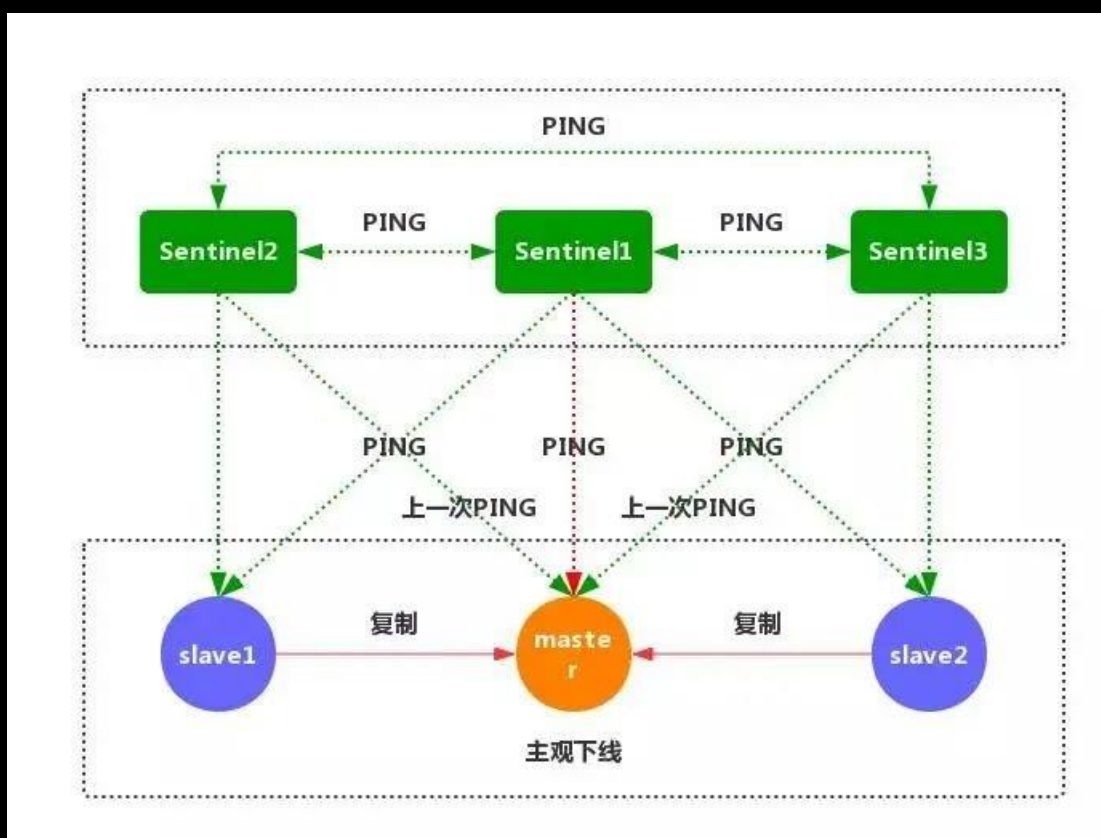 PING
PING
PING
Sentinel2
Sentinel1
Sentinel3
PING
PING
PING
上一次PING
上一次PING
复制
复制
slave1
maste
r
slave2
主观下线